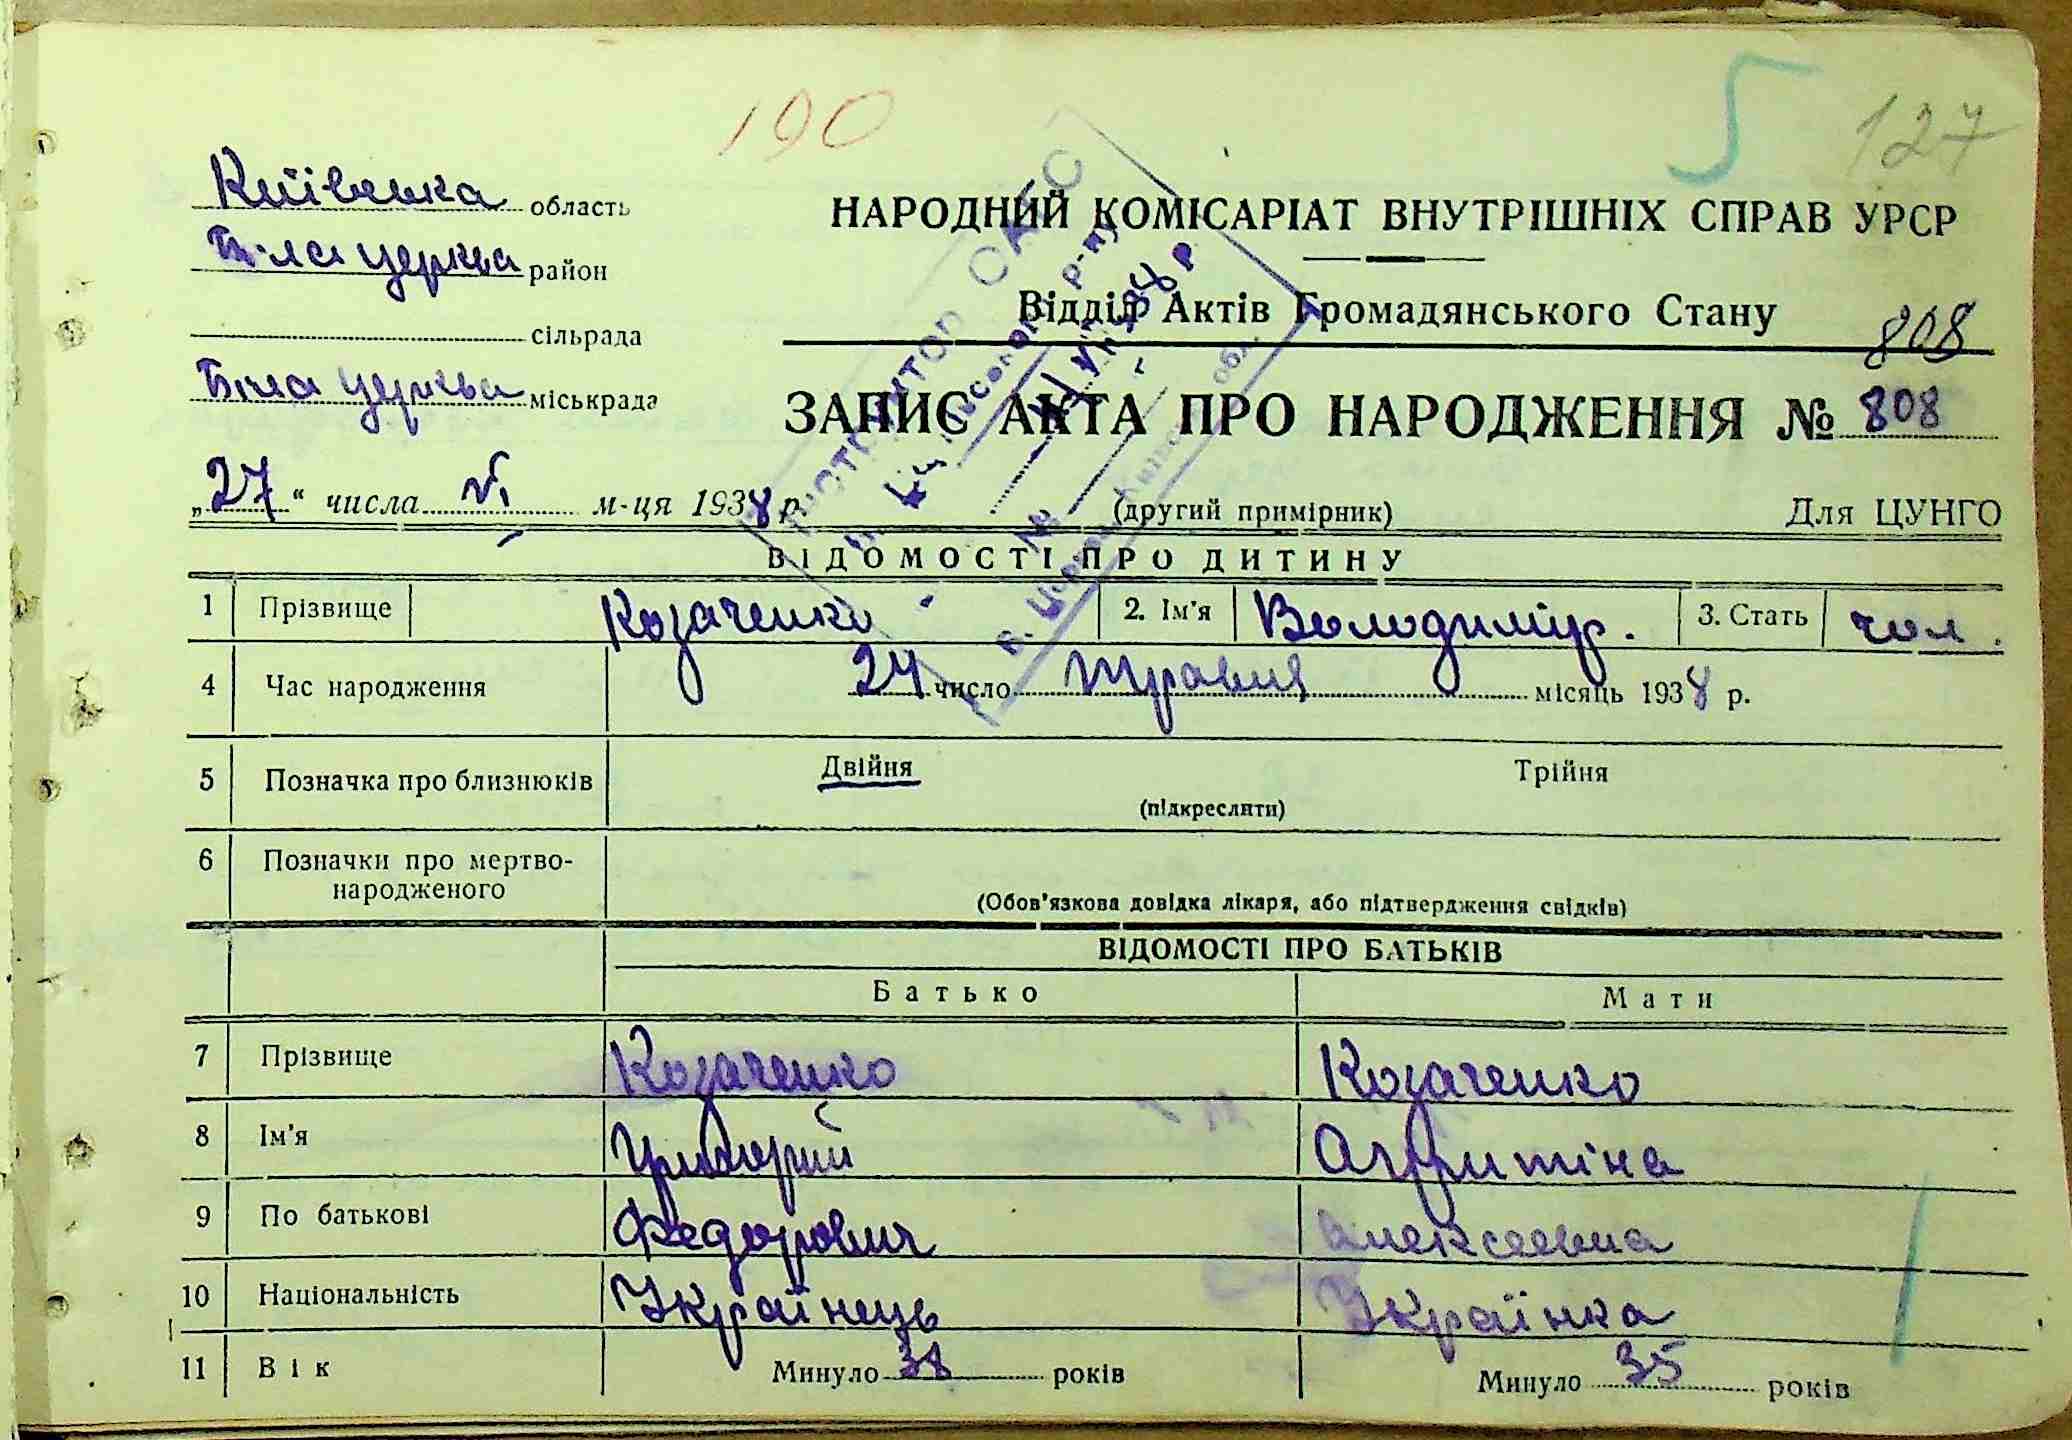 190
5
127
Київська область
Б-ла церква район
сільрада
Біла церква міськрада
„27“ числа VI м-ця 1938 р.
НАРОДНИЙ КОМІСАРІАТ ВНУТРІШНІХ СПРАВ УРСР
Відділ Актів Громадянського Стану
808
ЗАПИС АКТА ПРО НАРОДЖЕННЯ № 808
(другий примірник)
Для ЦУНГО
ВІДОМОСТІ ПРО ДИТИНУ
1 Прізвище Козаченко 2. Ім'я Володимір. 3. Стать чол.
4 Час народження 24 число травня місяць 1938 р.
5 Позначка про близнюків Двійня Трійня
(підкреслити)
6 Позначки про мертво-
народженого
(Обов'язкова довідка лікаря, або підтвердження свідків)
ВІДОМОСТІ ПРО БАТЬКІВ
Батько Мати
7 Прізвище Козаченко Козаченко
8 Ім'я Григорий
9 По батькові Федорович Алексеевна
10 Національність Українець Українка
11 Вік Минуло 38 років Минуло 35 років